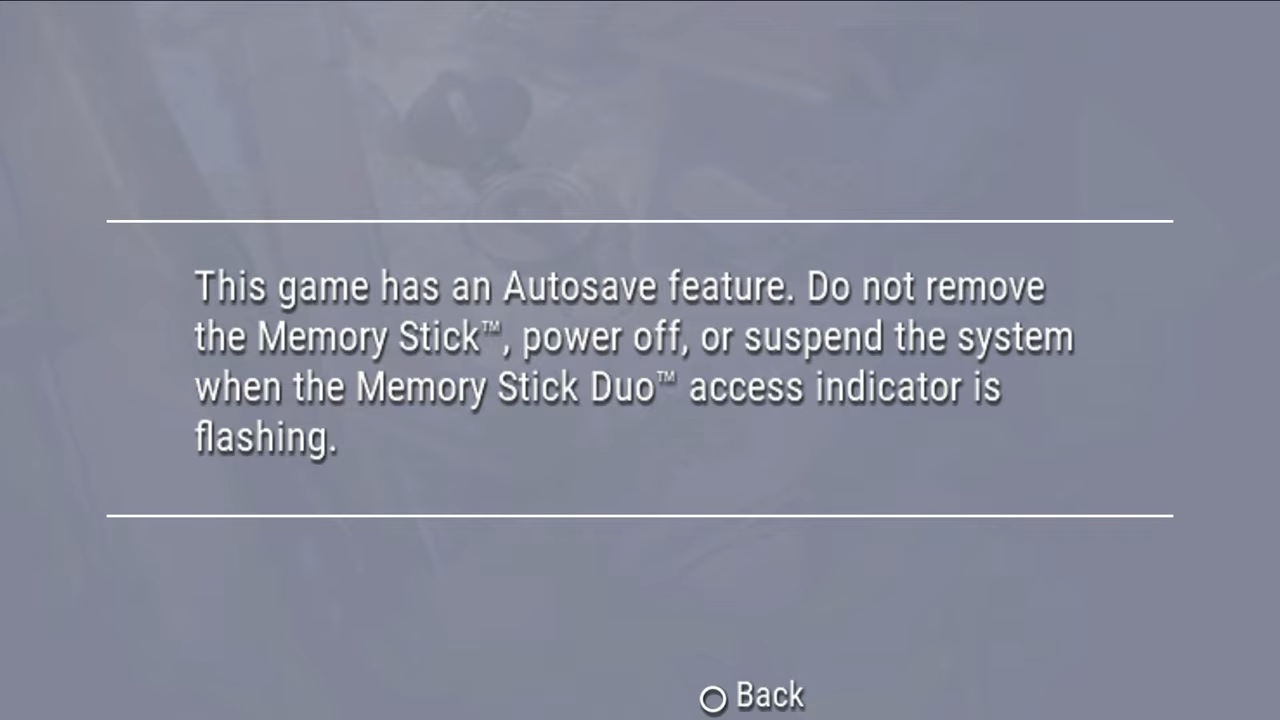 This game has an Autosave feature. Do not remove
the Memory Stick™, power off, or suspend the system
when the Memory Stick Duo™ access indicator is
flashing.
Back